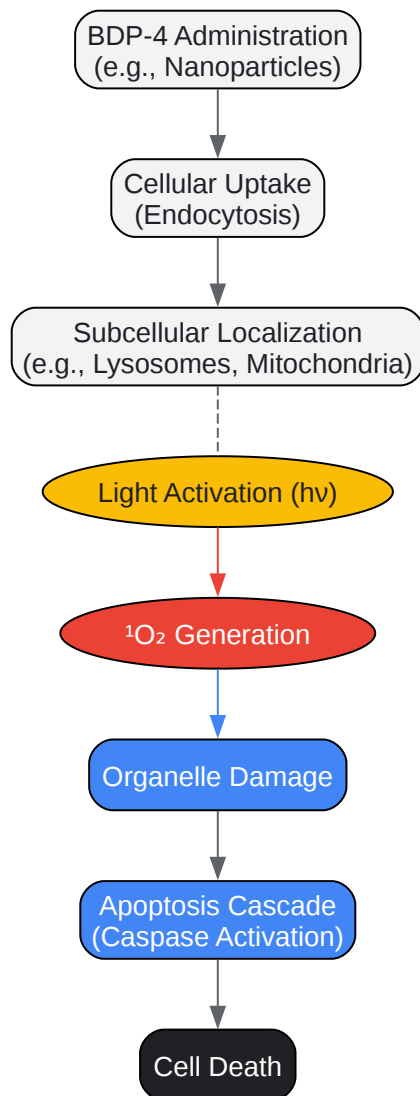 BDP-4 Administration
(e.g., Nanoparticles)
Cellular Uptake
(Endocytosis)
Subcellular Localization
(e.g., Lysosomes, Mitochondria)
Light Activation (hν)
¹O₂ Generation
Organelle Damage
Apoptosis Cascade
(Caspase Activation)
Cell Death